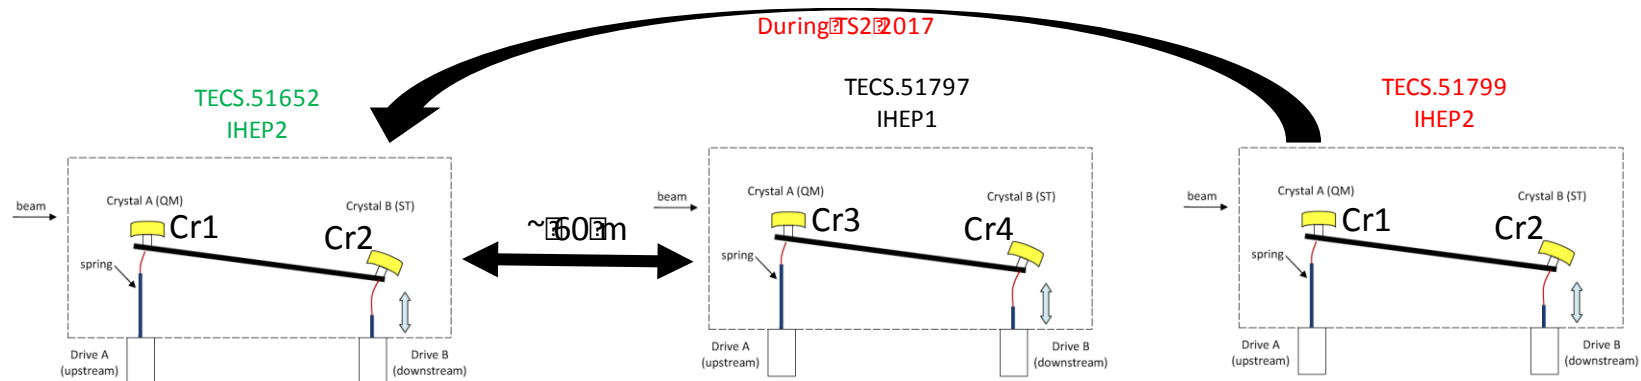 During TS2 2017
TECS.51652
IHEP2
TECS.51797
IHEP1
TECS.51799
IHEP2
beam
Crystal A (QM)
Cr1
Crystal B (ST)
Cr2
spring
Drive A
(upstream)
Drive B
(downstream)
~ 60 m
beam
Crystal A (QM)
Cr3
Crystal B (ST)
Cr4
spring
Drive A
(upstream)
Drive B
(downstream)
beam
Crystal A (QM)
Cr1
Crystal B (ST)
Cr2
spring
Drive A
(upstream)
Drive B
(downstream)